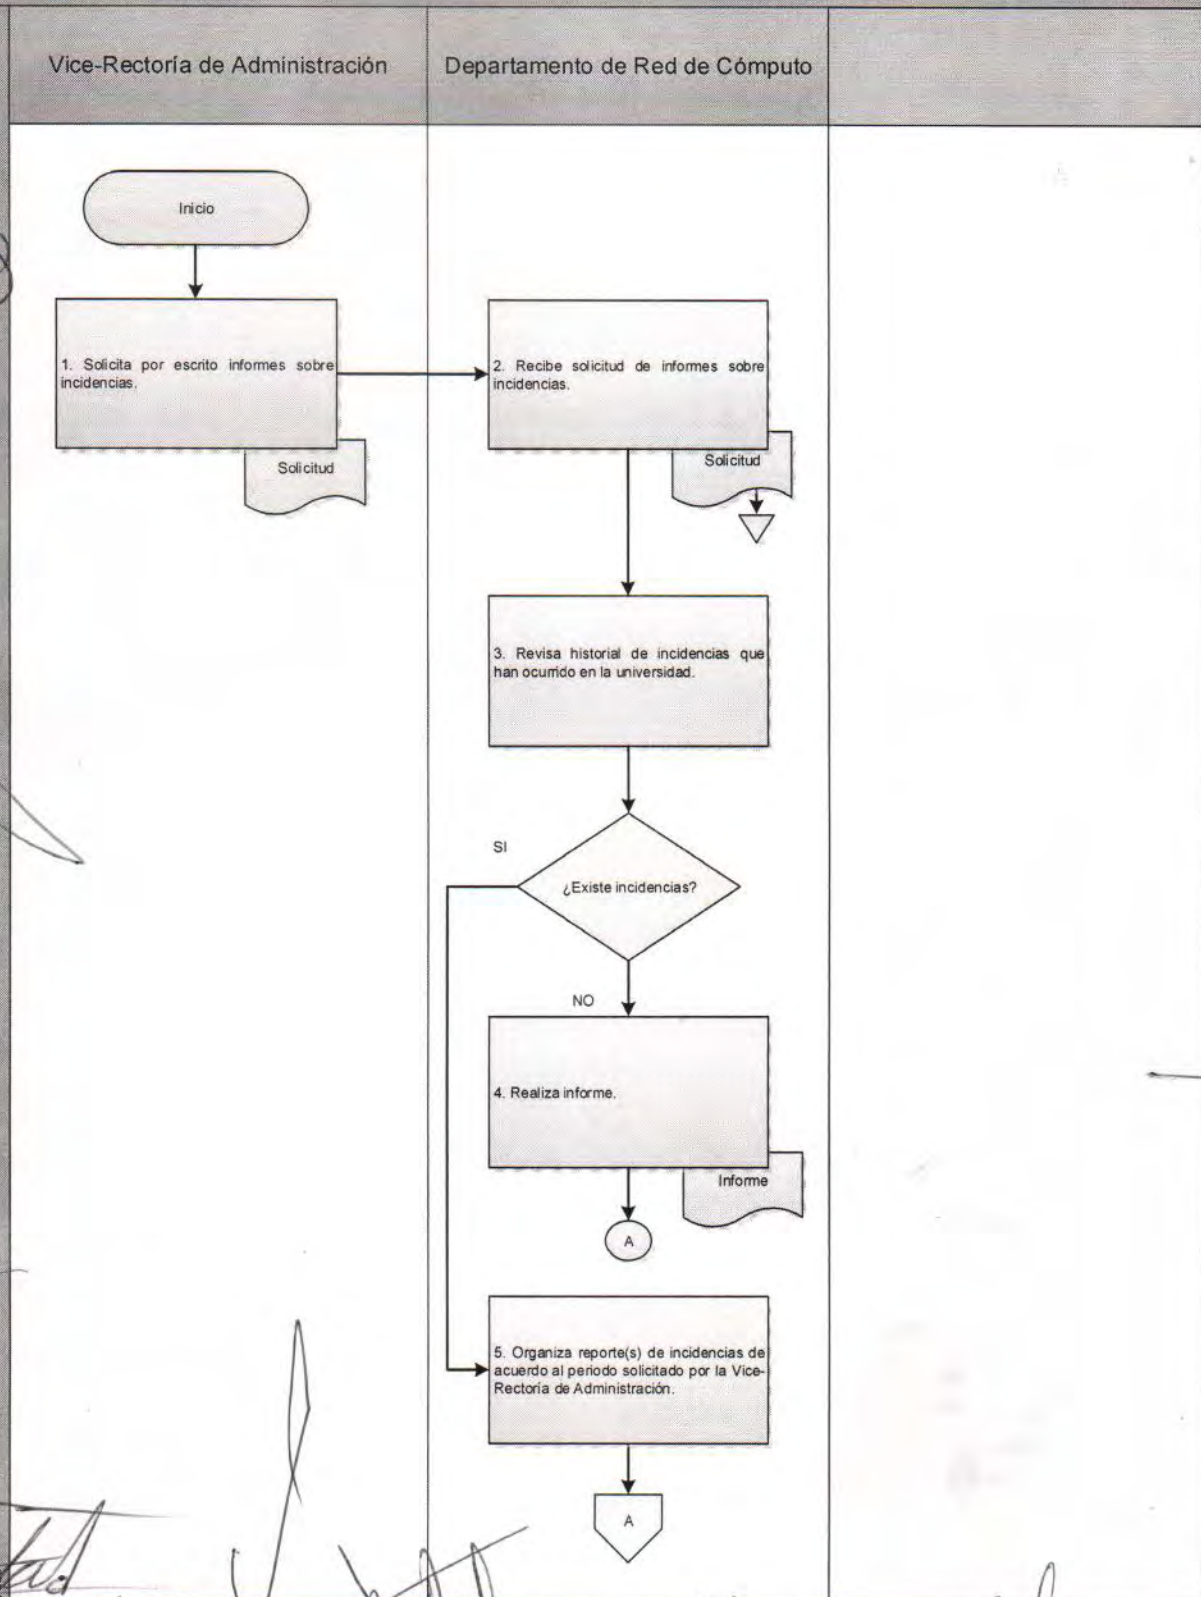 Vice-Rectoría de Administración
Departamento de Red de Cómputo
Inicio
1. Solicita por escrito informes sobre
incidencias.
Solicitud
2. Recibe solicitud de informes sobre
incidencias.
Solicitud
3. Revisa historial de incidencias que
han ocurrido en la universidad.
¿Existe incidencias?
SI
NO
4. Realiza informe.
Informe
A
5. Organiza reporte(s) de incidencias de
acuerdo al periodo solicitado por la Vice-
Rectoría de Administración.
A